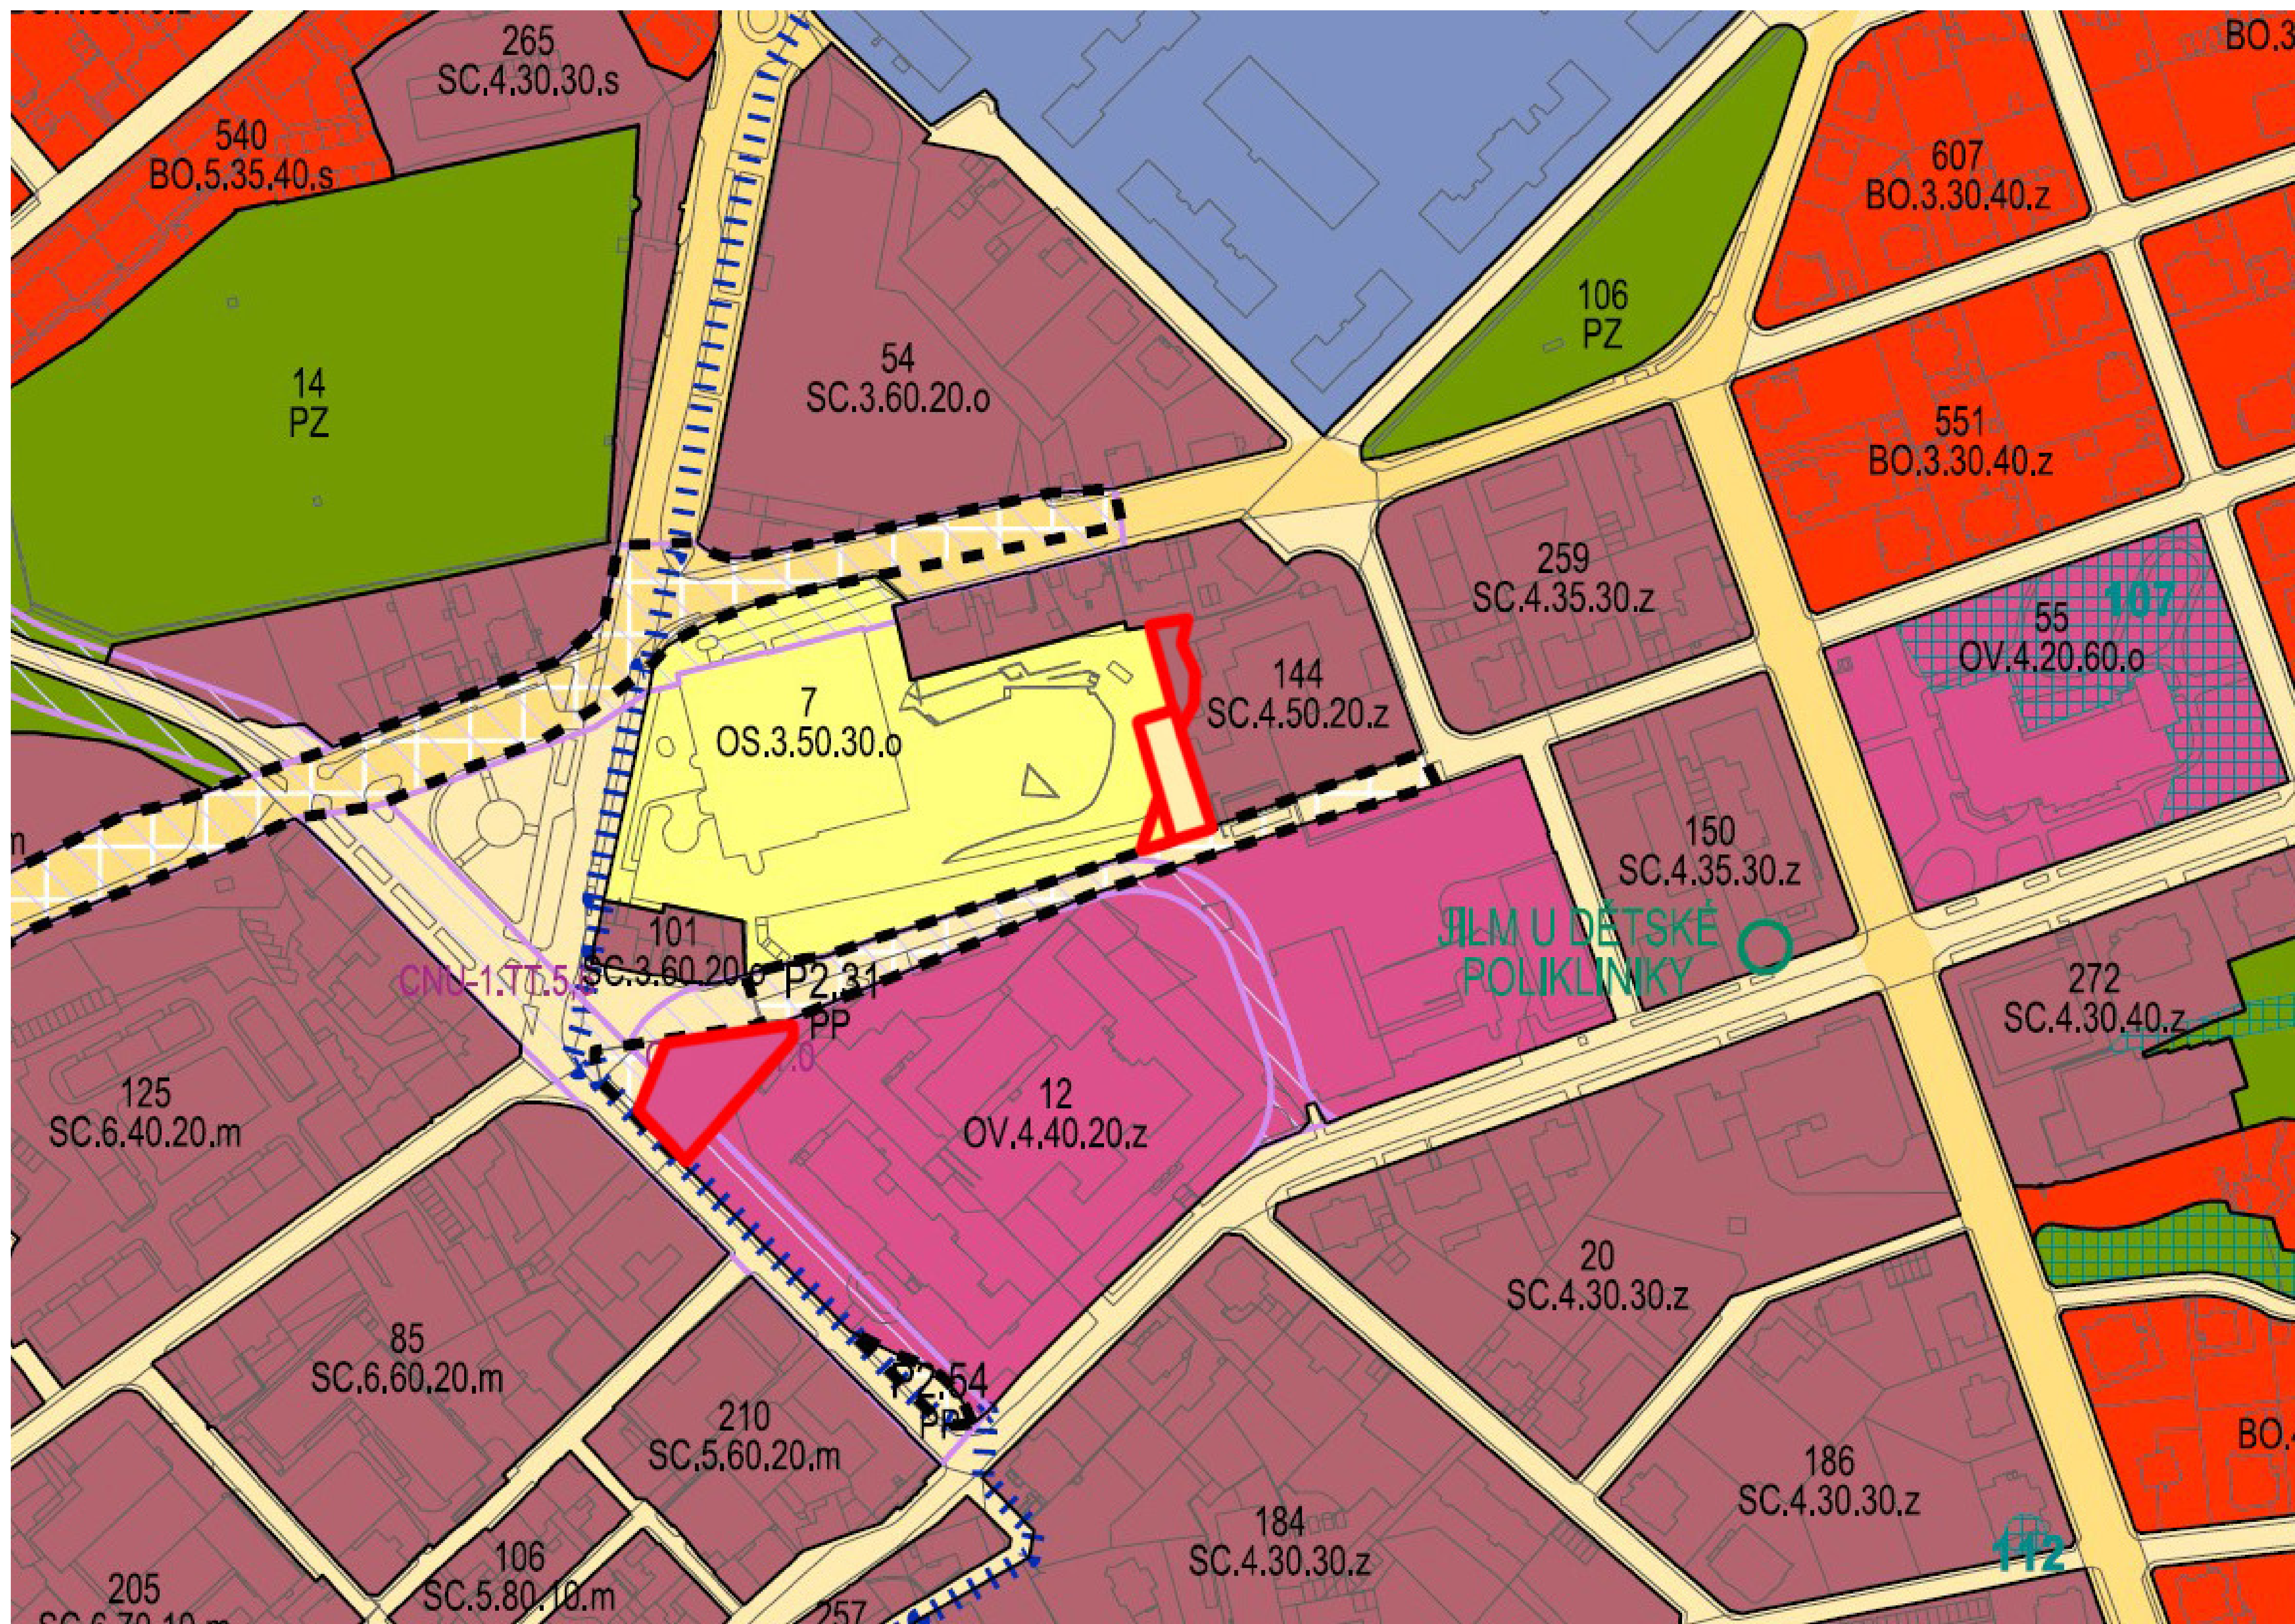 265
SC.4.30.30.s
BO.3
540
BO.5.35.40.s
607
BO.3.30.40.z
106
PZ
54
SC.3.60.20.o
14
PZ
551
BO.3.30.40.z
259
SC.4.35.30.z
107
55
OV.4.20.60.o
144
SC.4.50.20.z
7
OS.3.50.30.o
150
SC.4.35.30.z
101
SC.3.60.20.o
JILM U DĚTSKÉ
POLIKLINIKY
P2.31
PP
272
SC.4.30.40.z
125
SC.6.40.20.m
12
OV.4.40.20.z
20
SC.4.30.30.z
85
SC.6.60.20.m
P2.54
PP
210
SC.5.60.20.m
BO.
186
SC.4.30.30.z
184
SC.4.30.30.z
112
106
SC.5.80.10.m
205
257